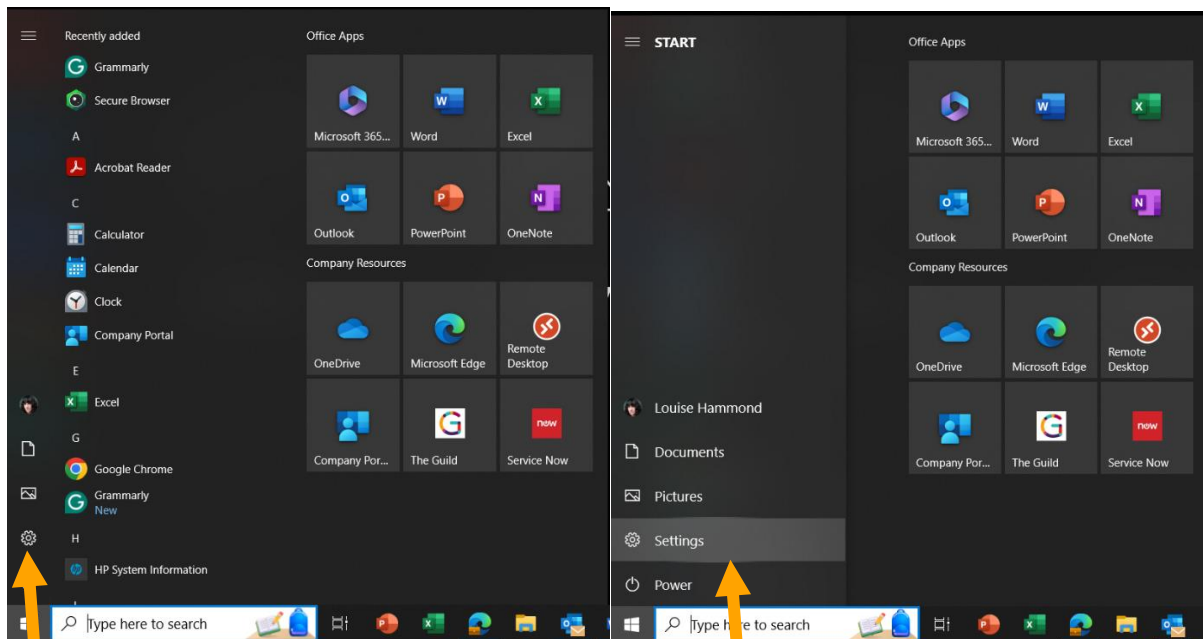 Recently added
Grammarly
Secure Browser
A
Acrobat Reader
C
Calculator
Calendar
Clock
Company Portal
E
Excel
G
Google Chrome
Grammarly
New
H
HP System Information
Type here to search
Office Apps
Microsoft 365...
Word
Excel
Outlook
PowerPoint
OneNote
Company Resources
OneDrive
Microsoft Edge
Remote
Desktop
Company Por...
The Guild
now
Service Now
START
Louise Hammond
Documents
Pictures
Settings
Power
Type here to search
Office Apps
Microsoft 365...
Word
Excel
Outlook
PowerPoint
OneNote
Company Resources
OneDrive
Microsoft Edge
Remote
Desktop
Company Por...
The Guild
now
Service Now